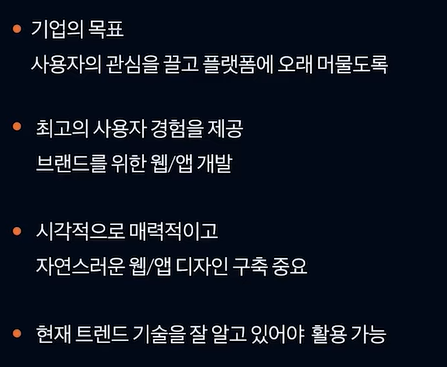 기업의 목표
사용자의 관심을 끌고 플랫폼에 오래 머물도록
최고의 사용자 경험을 제공
브랜드를 위한 웹/앱 개발
시각적으로 매력적이고
자연스러운 웹/앱 디자인 구축 중요
현재 트렌드 기술을 잘 알고 있어야 활용 가능